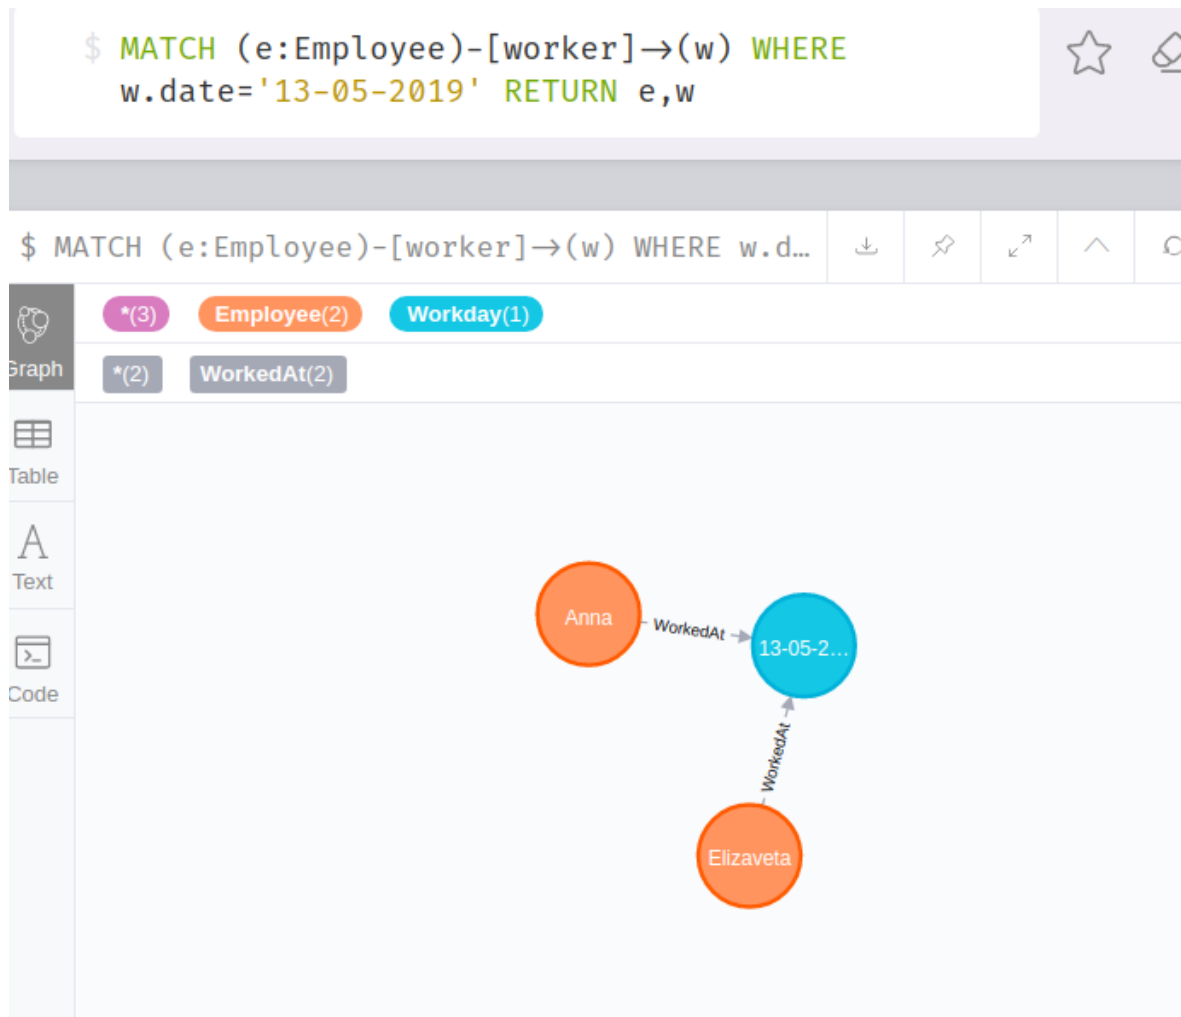 $ MATCH (e:Employee)-[worker]→(w) WHERE
w.date='13-05-2019' RETURN e,w
$ MATCH (e:Employee)-[worker]→(w) WHERE w.d…
*(3) Employee(2) Workday(1)
*(2) WorkedAt(2)
Graph
Table
A
Text
Code
Anna
WorkedAt
13-05-2…
WorkedAt
Elizaveta